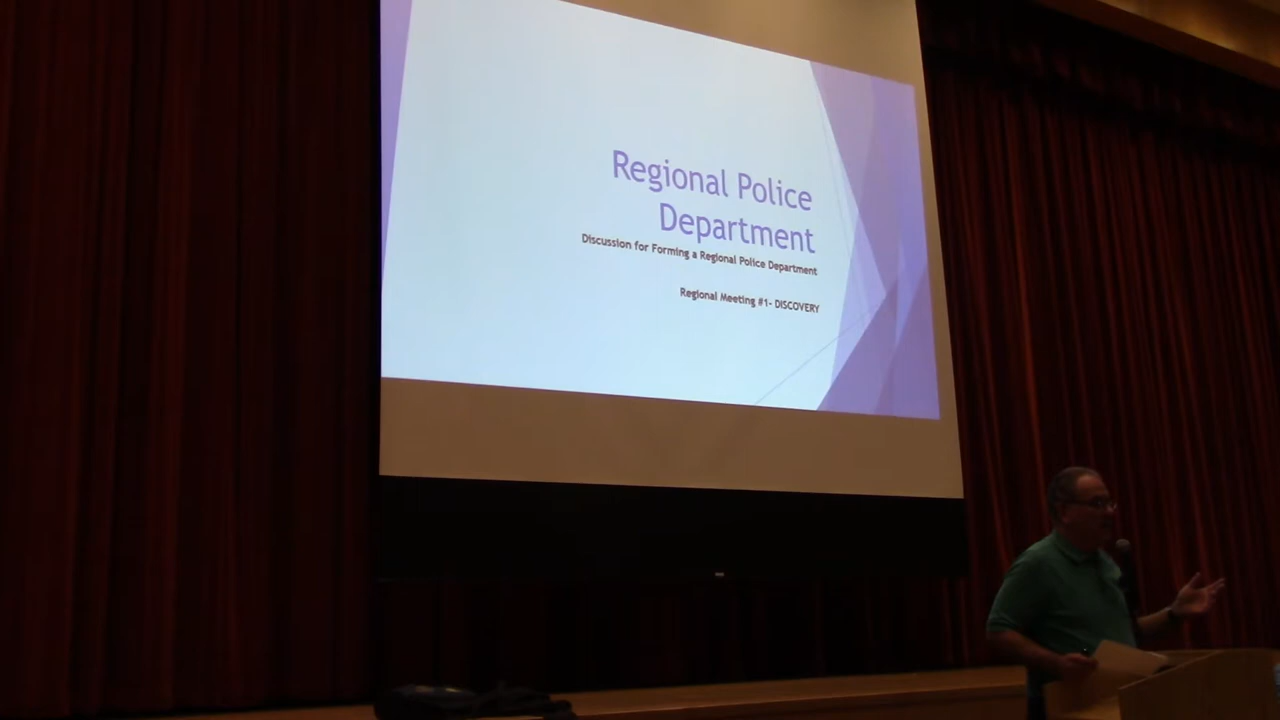 Regional Police
Department
Discussion for Forming a Regional Police Department
Regional Meeting #1- DISCOVERY